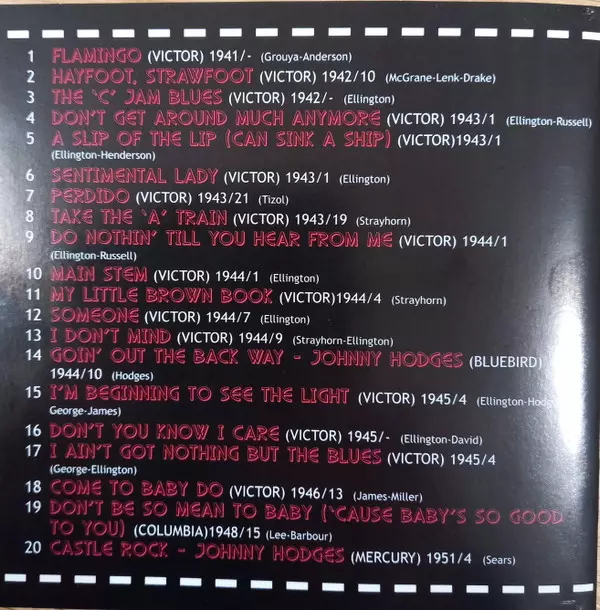 1 FLAMINGO (VICTOR) 1941/- (Grouya-Anderson)
2 HAYFOOT, STRAWFOOT (VICTOR) 1942/10 (McGrane-Lenk-Drake)
3 THE 'C' JAM BLUES (VICTOR) 1942/- (Ellington)
4 DON'T GET AROUND MUCH ANYMORE (VICTOR) 1943/1 (Ellington-Russell)
5 A SLIP OF THE LIP (CAN SINK A SHIP) (VICTOR)1943/1
(Ellington-Henderson)
6 SENTIMENTAL LADY (VICTOR) 1943/1 (Ellington)
7 PERDIDO (VICTOR) 1943/21 (Tizol)
8 TAKE THE 'A' TRAIN (VICTOR) 1943/19 (Strayhorn)
9 DO NOTHIN' TILL YOU HEAR FROM ME (VICTOR) 1944/1
(Ellington-Russell)
10 MAIN STEM (VICTOR) 1944/1 (Ellington)
11 MY LITTLE BROWN BOOK (VICTOR)1944/4 (Strayhorn)
12 SOMEONE (VICTOR) 1944/7 (Ellington)
13 I DON'T MIND (VICTOR) 1944/9 (Strayhorn-Ellington)
14 GOIN' OUT THE BACK WAY - JOHNNY HODGES (BLUEBIRD)
1944/10 (Hodges)
15 I'M BEGINNING TO SEE THE LIGHT (VICTOR) 1945/4 (Ellington-Hodg
George-James)
16 DON'T YOU KNOW I CARE (VICTOR) 1945/- (Ellington-David)
17 I AIN'T GOT NOTHING BUT THE BLUES (VICTOR) 1945/4
(George-Ellington)
18 COME TO BABY DO (VICTOR) 1946/13 (James-Miller)
19 DON'T BE SO MEAN TO BABY ('CAUSE BABY'S SO GOOD
TO YOU) (COLUMBIA)1948/15 (Lee-Barbour)
20 CASTLE ROCK - JOHNNY HODGES (MERCURY) 1951/4 (Sears)